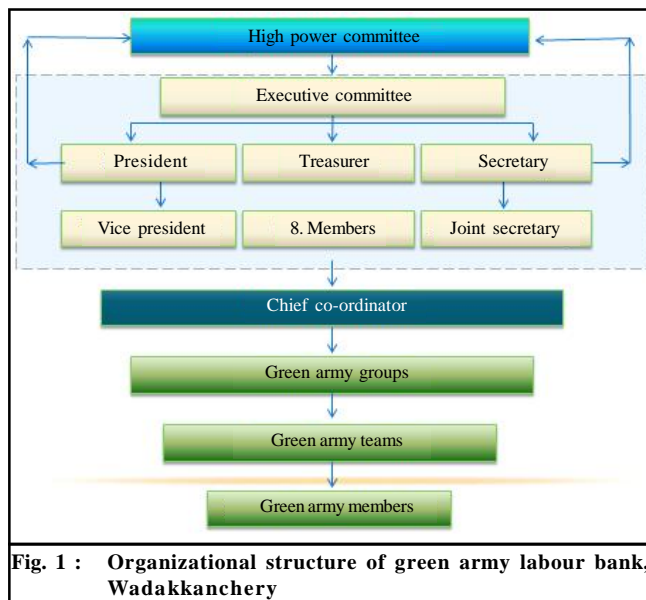 High power committee
Executive committee
President
Treasurer
Secretary
Vice president
8. Members
Joint secretary
Chief co-ordinator
Green army groups
Green army teams
Green army members
Fig. 1 : Organizational structure of green army labour bank,
Wadakkanchery